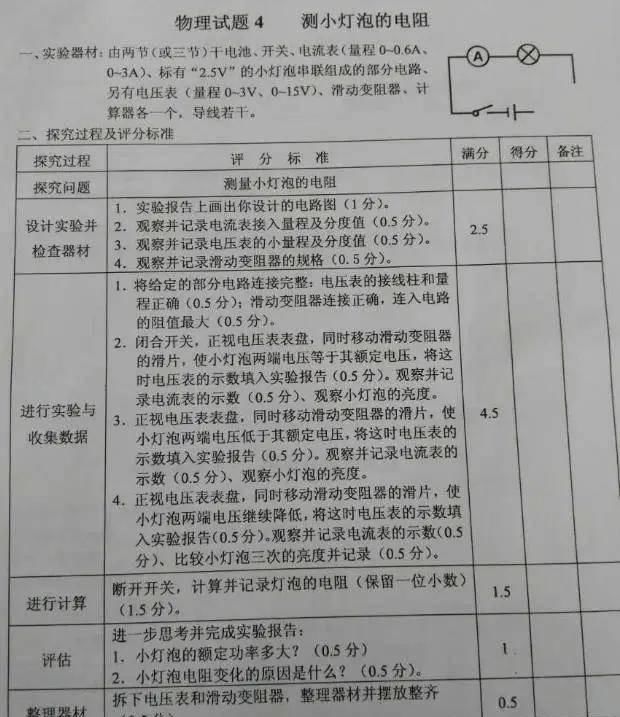 物理试题 4 测小灯泡的电阻
一、实验器材：由两节（或三节）干电池、开关、电流表（量程 0~0.6A、
0~3A）、标有“2.5V”的小灯泡串联组成的部分电路、
另有电压表（量程 0~3V、0~15V）、滑动变阻器、计
算器各一个，导线若干。
A
二、探究过程及评分标准
探究过程 评 分 标 准 满分 得分 备注
探究问题 测量小灯泡的电阻
设计实验并
检查器材
1．实验报告上画出你设计的电路图（1 分）。
2．观察并记录电流表接入量程及分度值（0.5 分）。
3．观察并记录电压表的小量程及分度值（0.5 分）。
4．观察并记录滑动变阻器的规格（0.5 分）。
2.5
进行实验与
收集数据
1．将给定的部分电路连接完整：电压表的接线柱和量
程正确（0.5 分）；滑动变阻器连接正确，连入电路
的阻值最大（0.5 分）。
2．闭合开关，正视电压表表盘，同时移动滑动变阻器
的滑片，使小灯泡两端电压等于其额定电压，将这
时电压表的示数填入实验报告（0.5 分）。观察并记
录电流表的示数（0.5 分）、观察小灯泡的亮度。
3．正视电压表表盘，同时移动滑动变阻器的滑片，使
小灯泡两端电压低于其额定电压，将这时电压表的
示数填入实验报告（0.5 分）。观察并记录电流表的
示数（0.5 分）、观察小灯泡的亮度。
4．正视电压表表盘，同时移动滑动变阻器的滑片，使
小灯泡两端电压继续降低，将这时电压表的示数填
入实验报告（0.5 分）。观察并记录电流表的示数（0.5
分）、比较小灯泡三次的亮度并记录（0.5 分）。
4.5
进行计算
断开开关，计算并记录灯泡的电阻（保留一位小数）
（1.5 分）。
1.5
评估
进一步思考并完成实验报告：
1．小灯泡的额定功率多大？（0.5 分）
2．小灯泡电阻变化的原因是什么？（0.5 分）。
1
整理器材
拆下电压表和滑动变阻器，整理器材并摆放整齐
0.5